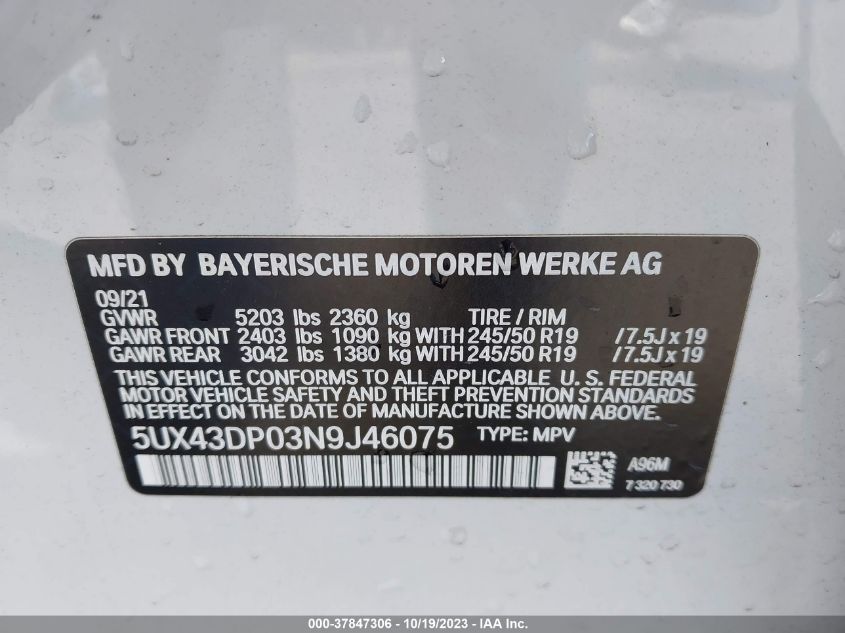 MFD BY BAYERISCHE MOTOREN WERKE AG
09/21
GVWR 5203 lbs 2360 kg TIRE / RIM
GAWR FRONT 2403 lbs 1090 kg WITH 245/50 R19 / 7.5J x 19
GAWR REAR 3042 lbs 1380 kg WITH 245/50 R19 / 7.5J x 19
THIS VEHICLE CONFORMS TO ALL APPLICABLE U. S. FEDERAL
MOTOR VEHICLE SAFETY AND THEFT PREVENTION STANDARDS
IN EFFECT ON THE DATE OF MANUFACTURE SHOWN ABOVE.
5UX43DP03N9J46075 TYPE: MPV
A96M
7 320 730
000-37847306 - 10/19/2023 - © IAA Inc.